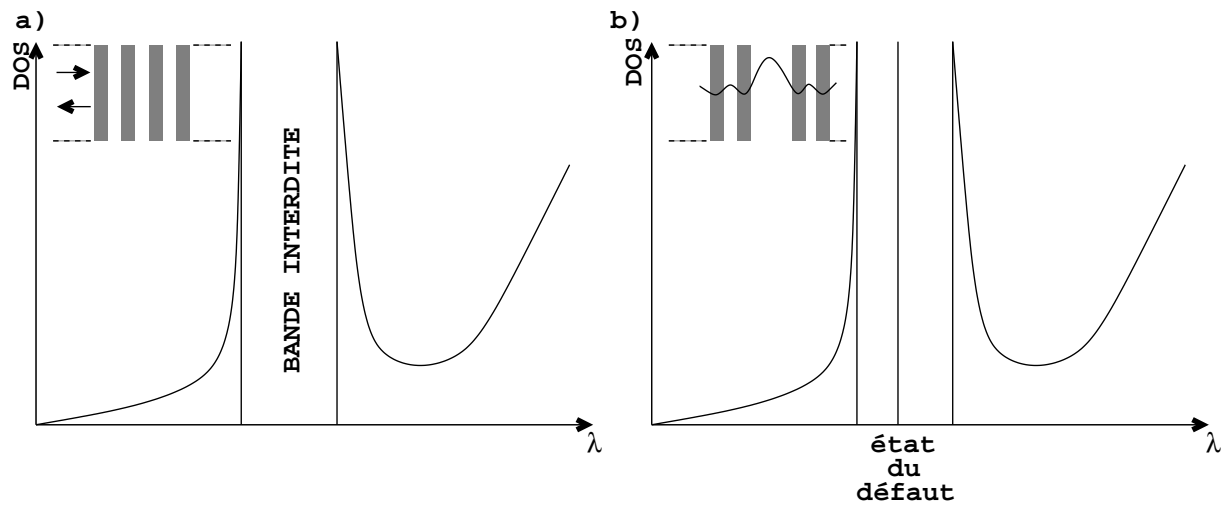 a)
DOS
BANDE INTERDITE
λ
b)
DOS
λ
état
du
défaut